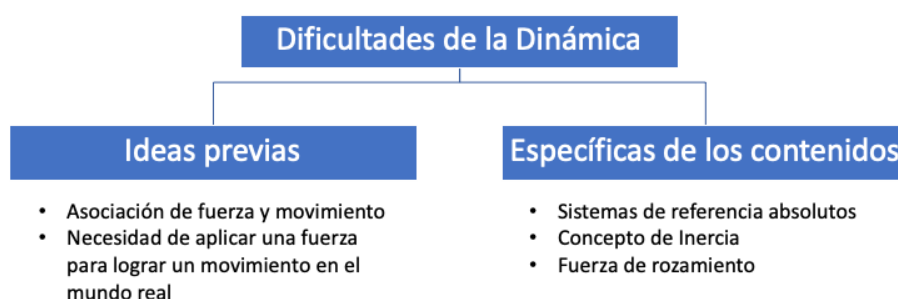 Dificultades de la Dinámica
Ideas previas
Específicas de los contenidos
• Asociación de fuerza y movimiento
• Necesidad de aplicar una fuerza
para lograr un movimiento en el
mundo real
• Sistemas de referencia absolutos
• Concepto de Inercia
• Fuerza de rozamiento